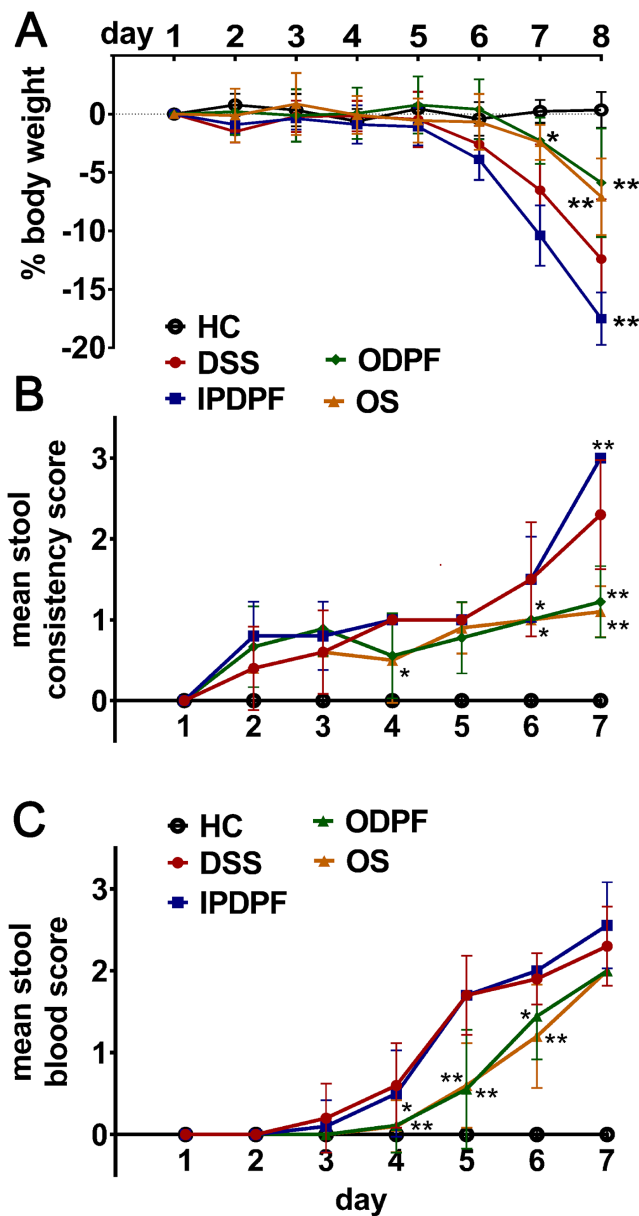 A
day 1 2 3 4 5 6 7 8
0
-5
-10
-15
-20
% body weight
*
**
**
**
HC
DSS
IPDPF
ODPF
OS
B
mean stool
consistency score
3
2
1
0
**
*
*
*
**
**
1 2 3 4 5 6 7
C
HC
DSS
IPDPF
ODPF
OS
mean stool
blood score
3
2
1
0
*
**
**
**
*
**
1 2 3 4 5 6 7
day